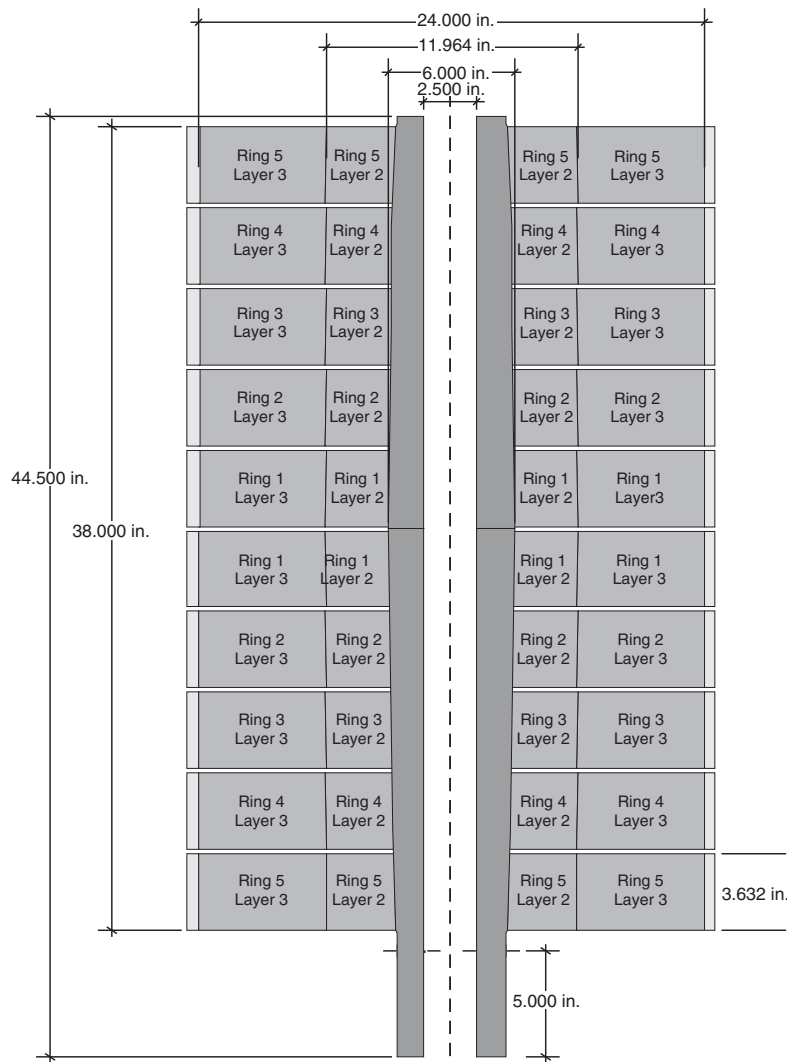 24.000 in.
11.964 in.
6.000 in.
2.500 in.
Ring 5
Layer 3
Ring 5
Layer 2
Ring 5
Layer 2
Ring 5
Layer 3
Ring 4
Layer 3
Ring 4
Layer 2
Ring 4
Layer 2
Ring 4
Layer 3
Ring 3
Layer 3
Ring 3
Layer 2
Ring 3
Layer 2
Ring 3
Layer 3
Ring 2
Layer 3
Ring 2
Layer 2
Ring 2
Layer 2
Ring 2
Layer 3
44.500 in.
Ring 1
Layer 3
Ring 1
Layer 2
Ring 1
Layer 2
Ring 1
Layer3
38.000 in.
Ring 1
Layer 3
Ring 1
Layer 2
Ring 1
Layer 2
Ring 1
Layer 3
Ring 2
Layer 3
Ring 2
Layer 2
Ring 2
Layer 2
Ring 2
Layer 3
Ring 3
Layer 3
Ring 3
Layer 2
Ring 3
Layer 2
Ring 3
Layer 3
Ring 4
Layer 3
Ring 4
Layer 2
Ring 4
Layer 2
Ring 4
Layer 3
Ring 5
Layer 3
Ring 5
Layer 2
Ring 5
Layer 2
Ring 5
Layer 3
3.632 in.
5.000 in.